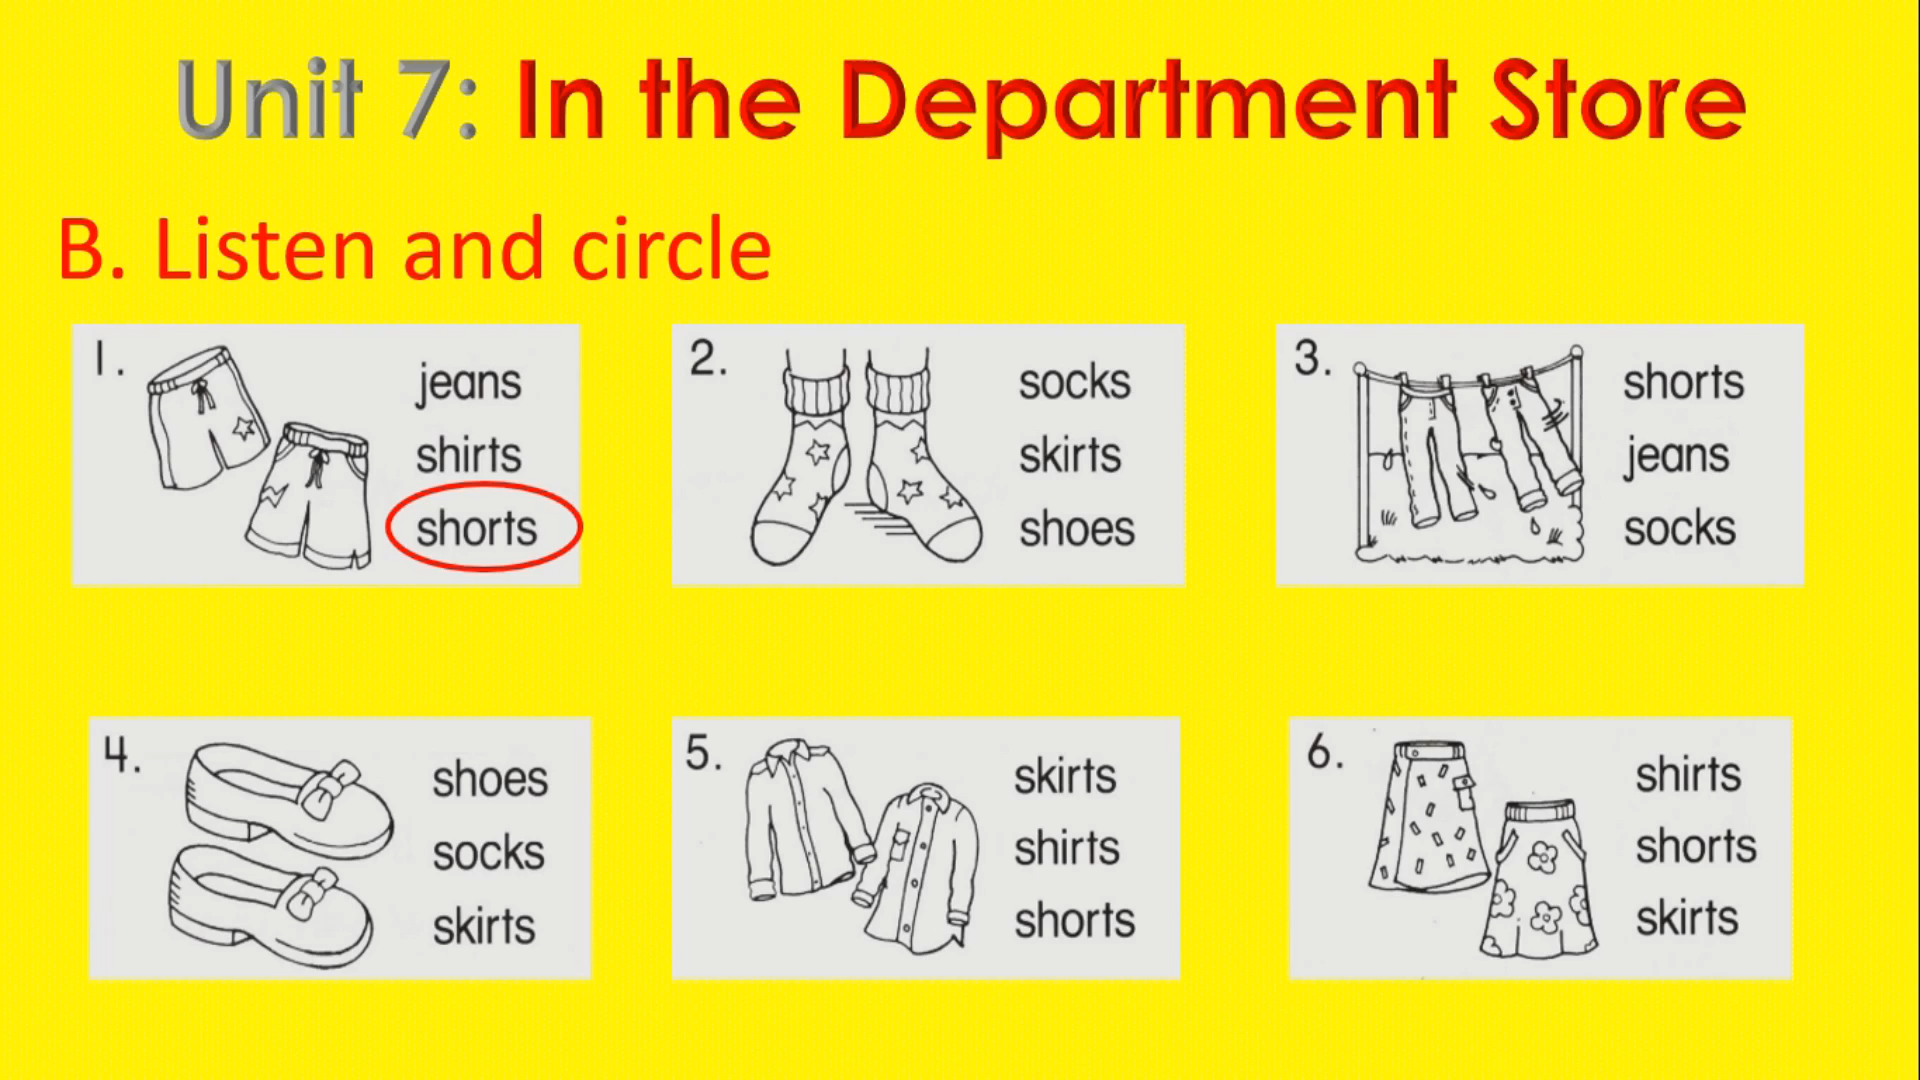 Unit 7: In the Department Store
B. Listen and circle
1.
jeans
shirts
shorts
2.
socks
skirts
shoes
3.
shorts
jeans
socks
4.
shoes
socks
skirts
5.
skirts
shirts
shorts
6.
shirts
shorts
skirts